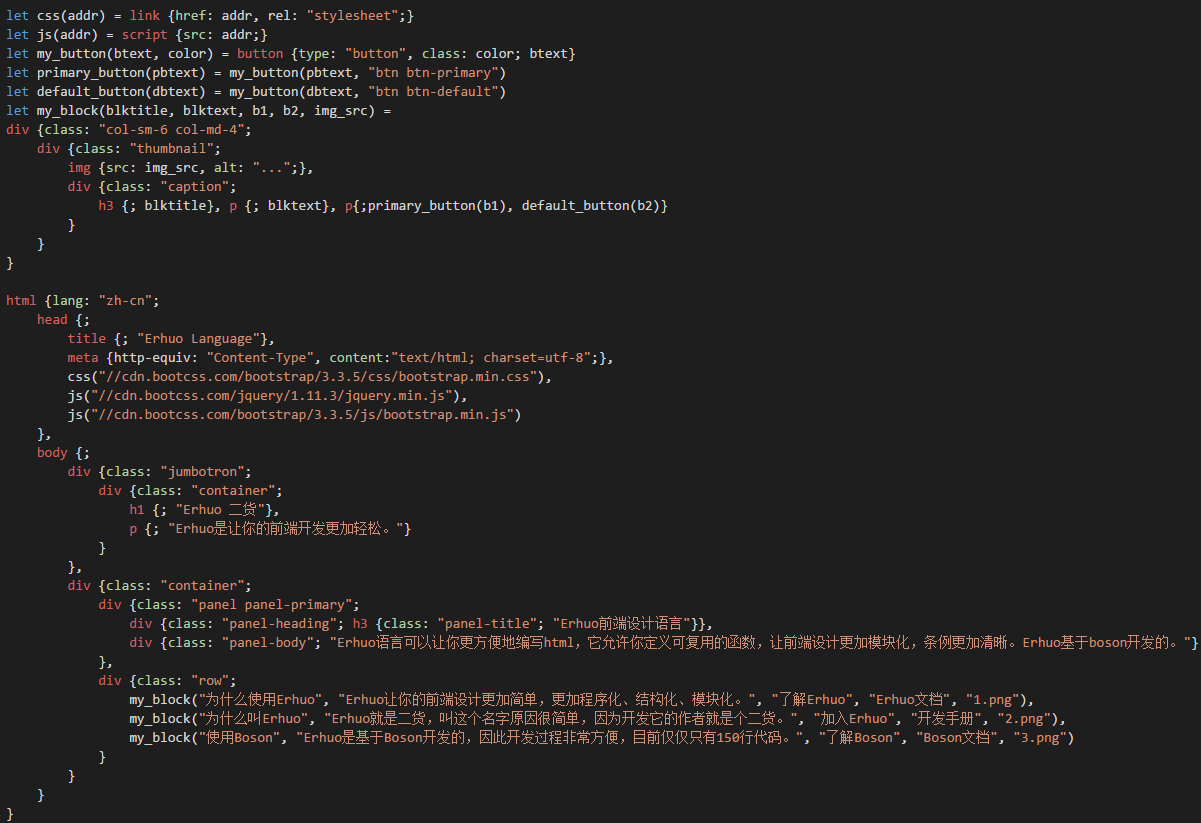 let css(addr) = link {href: addr, rel: "stylesheet";}
let js(addr) = script {src: addr;}
let my_button(btext, color) = button {type: "button", class: color; btext}
let primary_button(pbtext) = my_button(pbtext, "btn btn-primary")
let default_button(dbtext) = my_button(dbtext, "btn btn-default")
let my_block(blktitle, blktext, b1, b2, img_src) =
div {class: "col-sm-6 col-md-4";
    div {class: "thumbnail";
        img {src: img_src, alt: "...";},
        div {class: "caption";
            h3 {; blktitle}, p {; blktext}, p{;primary_button(b1), default_button(b2)}
        }
    }
}

html {lang: "zh-cn";
    head {;
        title {; "Erhuo Language"},
        meta {http-equiv: "Content-Type", content:"text/html; charset=utf-8";},
        css("//cdn.bootcss.com/bootstrap/3.3.5/css/bootstrap.min.css"),
        js("//cdn.bootcss.com/jquery/1.11.3/jquery.min.js"),
        js("//cdn.bootcss.com/bootstrap/3.3.5/js/bootstrap.min.js")
    },
    body {;
        div {class: "jumbotron";
            div {class: "container";
                h1 {; "Erhuo 二货"},
                p {; "Erhuo是让你的前端开发更加轻松。"}
            }
        },
        div {class: "container";
            div {class: "panel panel-primary";
                div {class: "panel-heading"; h3 {class: "panel-title"; "Erhuo前端设计语言"}},
                div {class: "panel-body"; "Erhuo语言可以让你更方便地编写html，它允许你定义可复用的函数，让前端设计更加模块化，条例更加清晰。Erhuo基于boson开发的。"}
            },
            div {class: "row";
                my_block("为什么使用Erhuo", "Erhuo让你的前端设计更加简单，更加程序化、结构化、模块化。", "了解Erhuo", "Erhuo文档", "1.png"),
                my_block("为什么叫Erhuo", "Erhuo就是二货，叫这个名字原因很简单，因为开发它的作者就是个二货。", "加入Erhuo", "开发手册", "2.png"),
                my_block("使用Boson", "Erhuo是基于Boson开发的，因此开发过程非常方便，目前仅仅只有150行代码。", "了解Boson", "Boson文档", "3.png")
            }
        }
    }
}